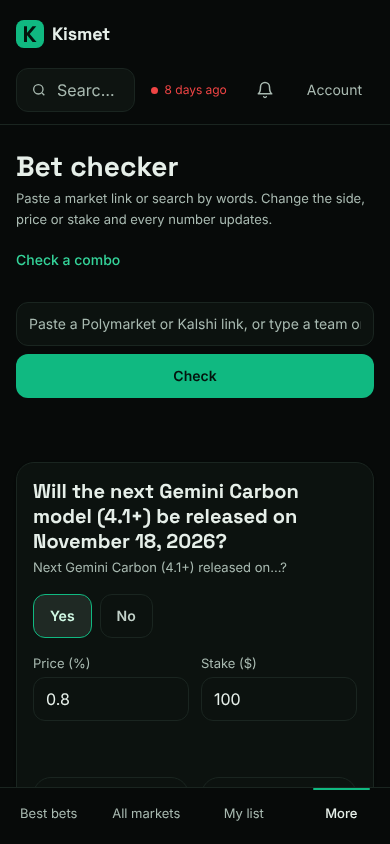 K Kismet
Searc...
8 days ago
Account
Bet checker
Paste a market link or search by words. Change the side,
price or stake and every number updates.
Check a combo
Paste a Polymarket or Kalshi link, or type a team o
Check
Will the next Gemini Carbon
model (4.1+) be released on
November 18, 2026?
Next Gemini Carbon (4.1+) released on...?
Yes
No
Price (%)
Stake ($)
0.8
100
Best bets
All markets
My list
More